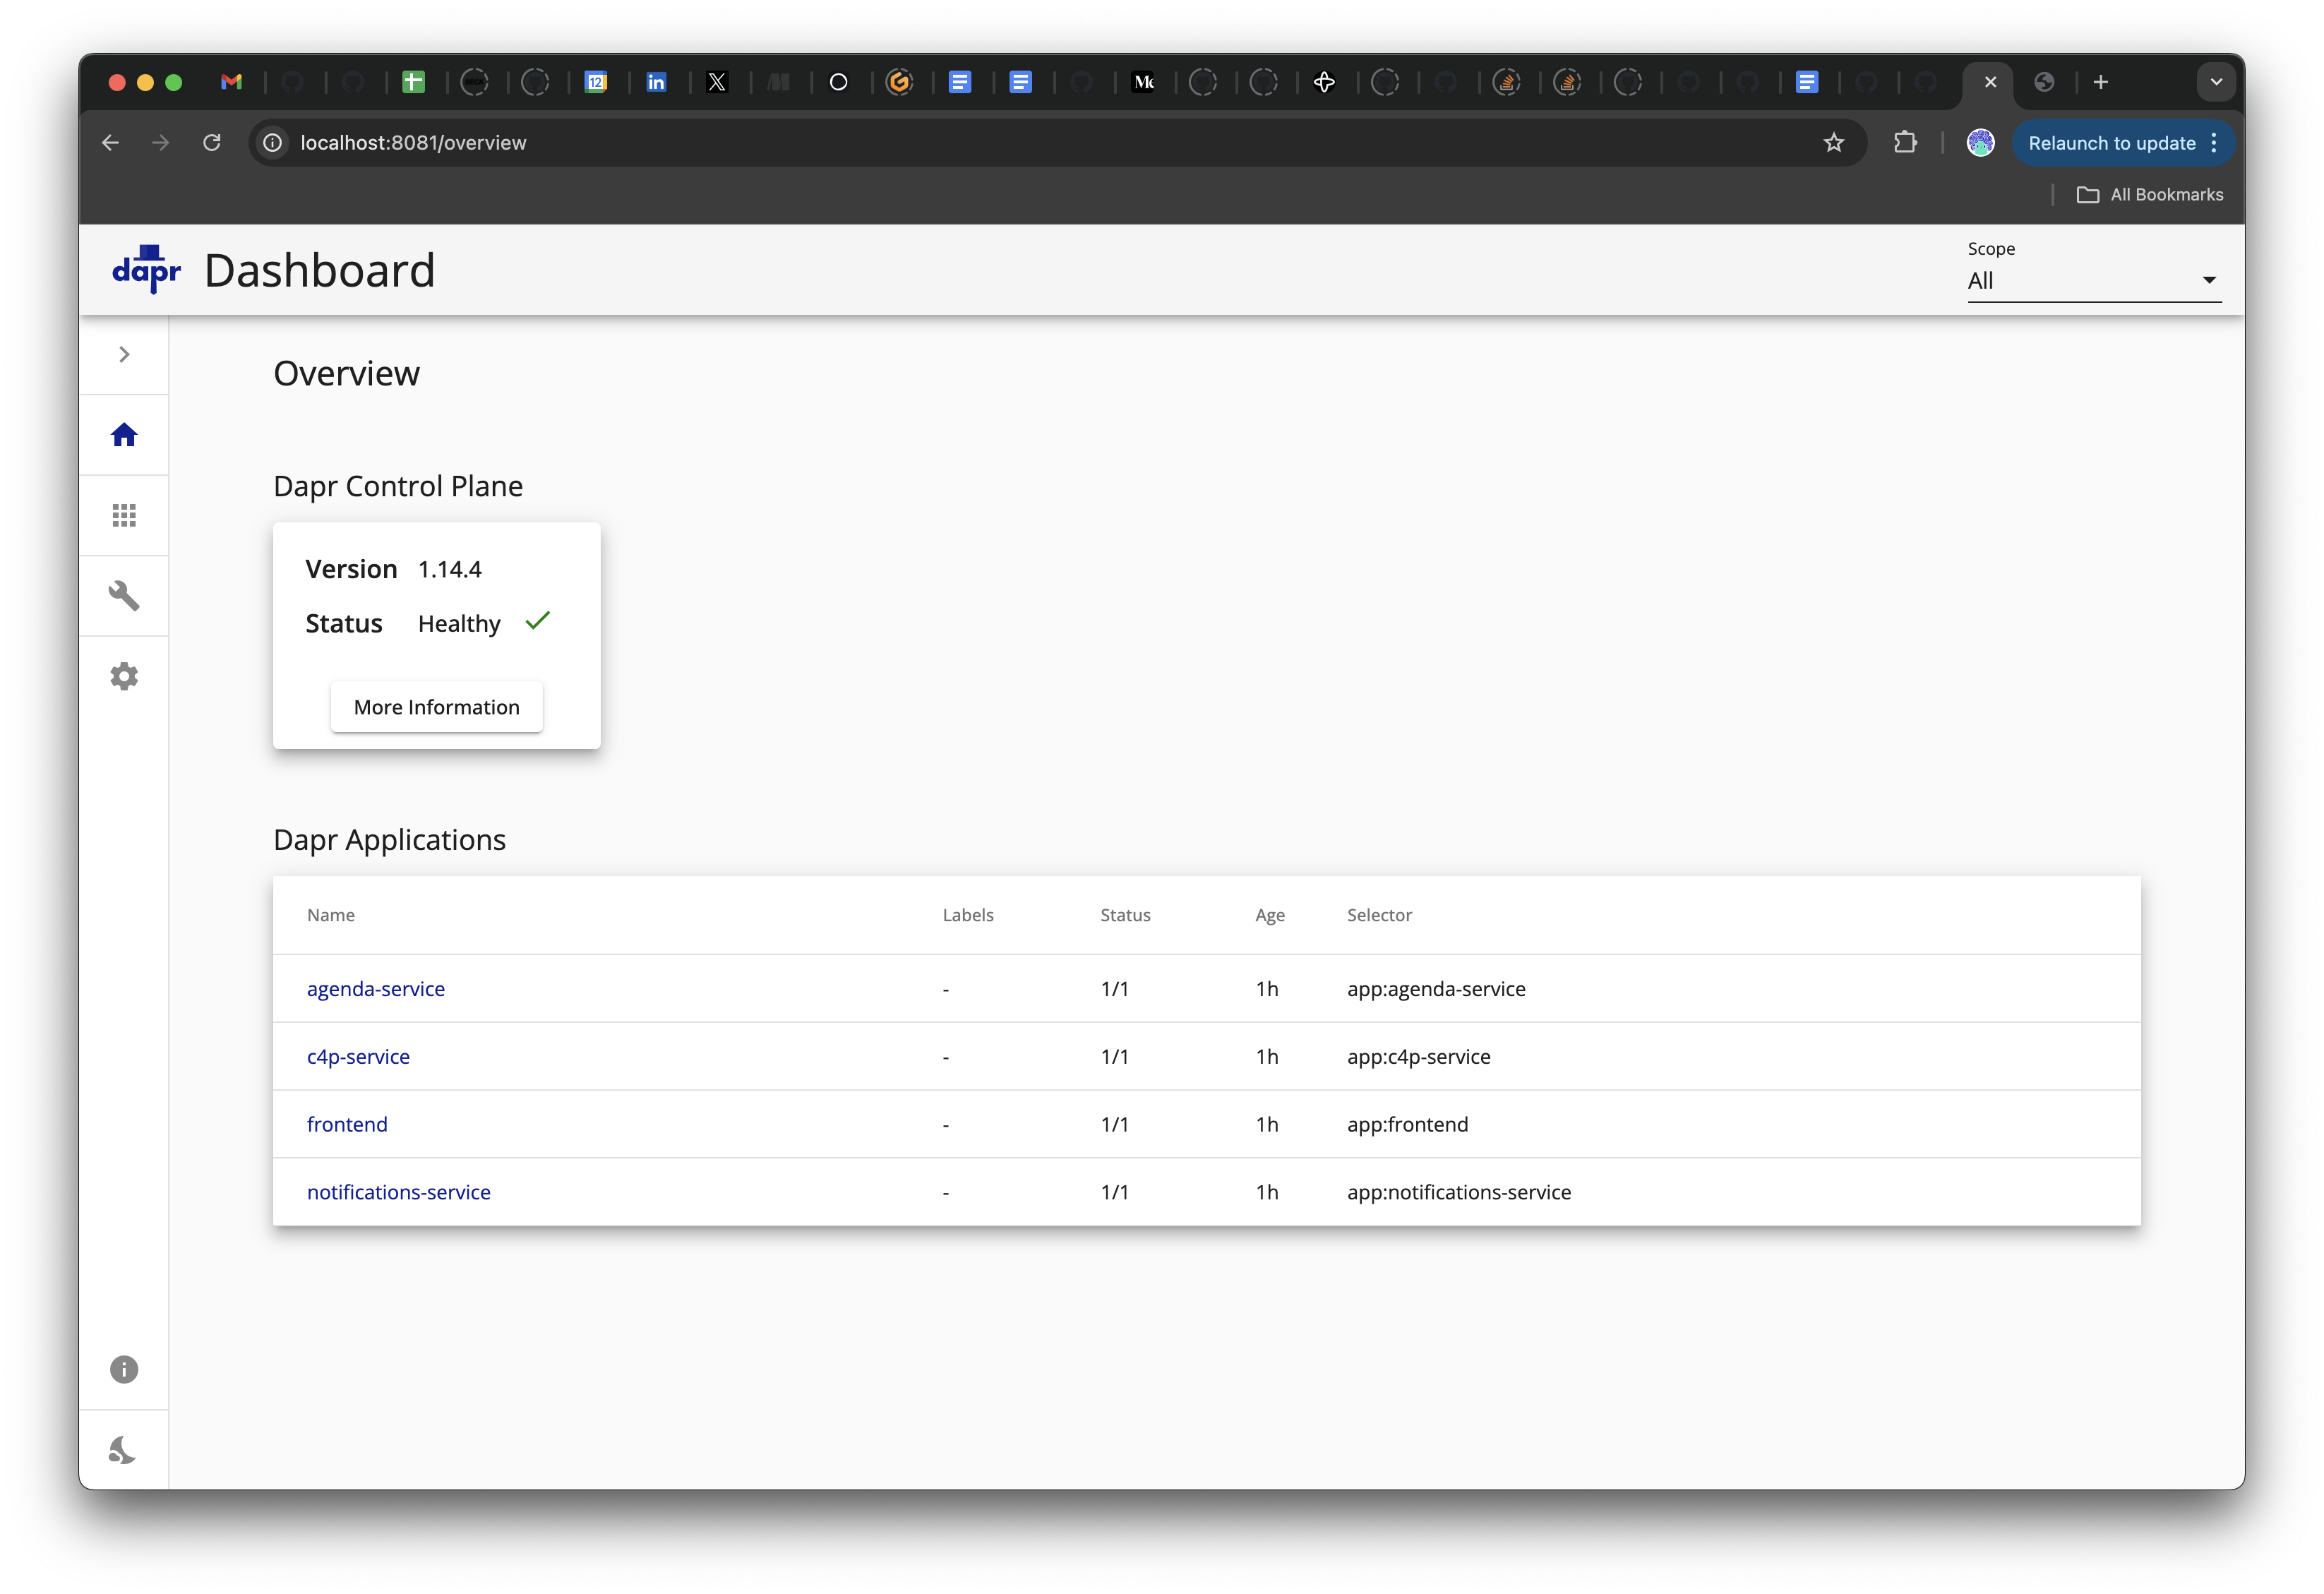 12
in
X
Me
localhost:8081/overview
Relaunch to update
All Bookmarks
dapr Dashboard
Scope
All
Overview
Dapr Control Plane
Version 1.14.4
Status Healthy
More Information
Dapr Applications
Name Labels Status Age Selector
agenda-service - 1/1 1h app:agenda-service
c4p-service - 1/1 1h app:c4p-service
frontend - 1/1 1h app:frontend
notifications-service - 1/1 1h app:notifications-service